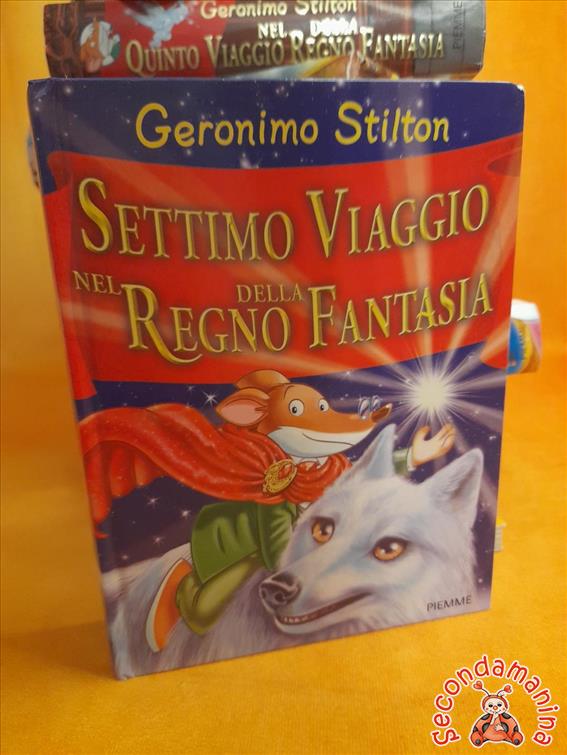 Geronimo Stilton
NEL DELLA
QUINTO VIAGGIO REGNO FANTASIA
PIEMME
Geronimo Stilton
SETTIMO VIAGGIO
NEL DELLA
REGNO FANTASIA
PIEMME
Secondamanina